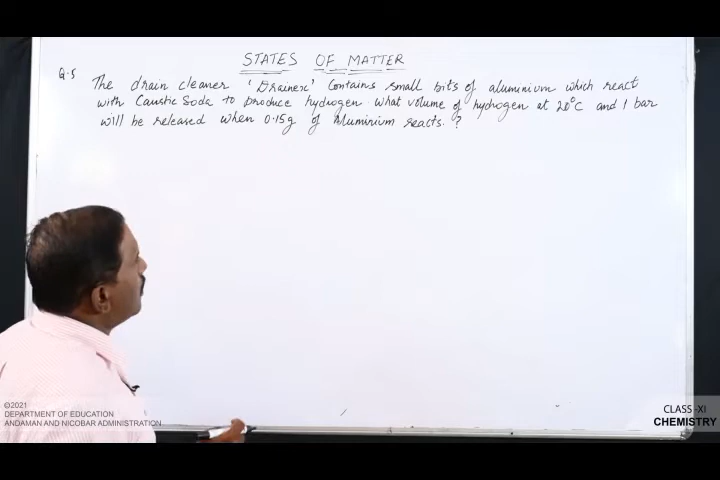 STATES OF MATTER
Q.5 The drain cleaner 'Drainex' Contains small bits of aluminium which react
with Caustic Soda to produce hydrogen. What volume of hydrogen at 20°C and 1 bar
will be released when 0.15g of Aluminium reacts. ?
©2021
DEPARTMENT OF EDUCATION
ANDAMAN AND NICOBAR ADMINISTRATION
CLASS -XI
CHEMISTRY